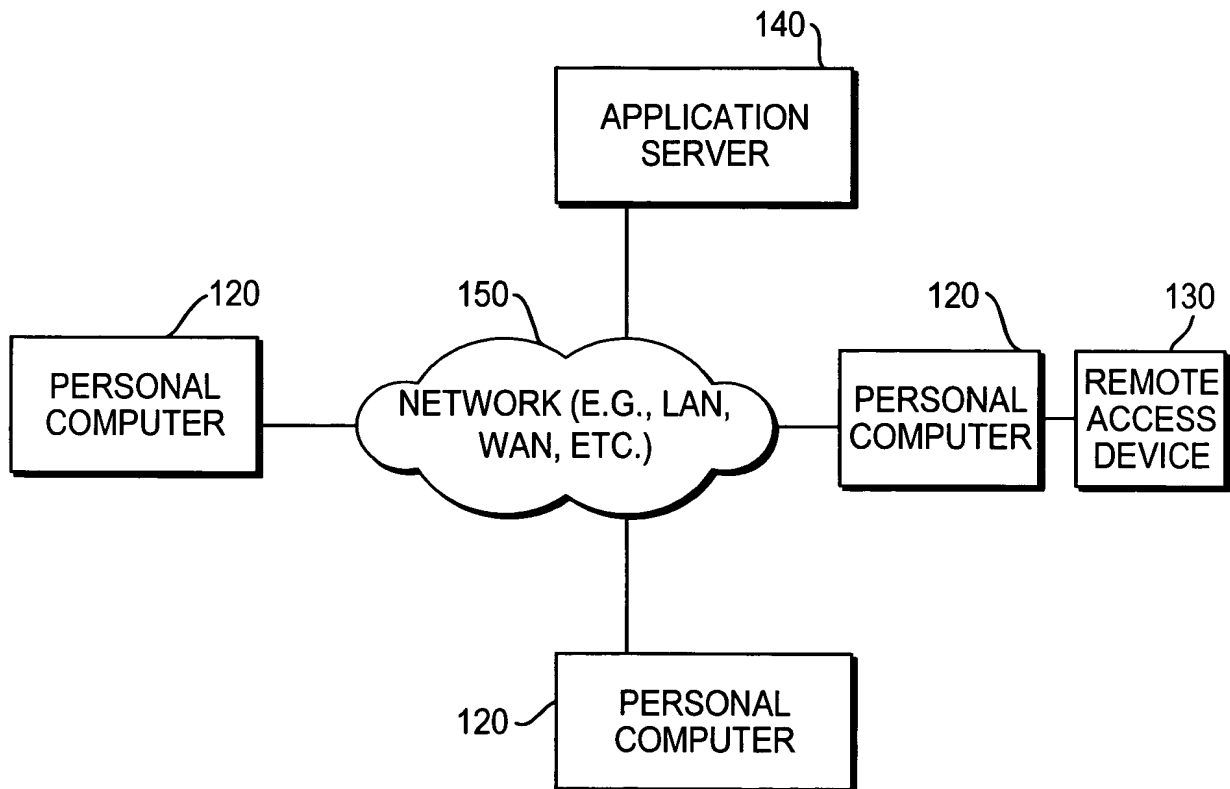 140
APPLICATION
SERVER
120
PERSONAL
COMPUTER
150
NETWORK (E.G., LAN,
WAN, ETC.)
120
PERSONAL
COMPUTER
130
REMOTE
ACCESS
DEVICE
120
PERSONAL
COMPUTER